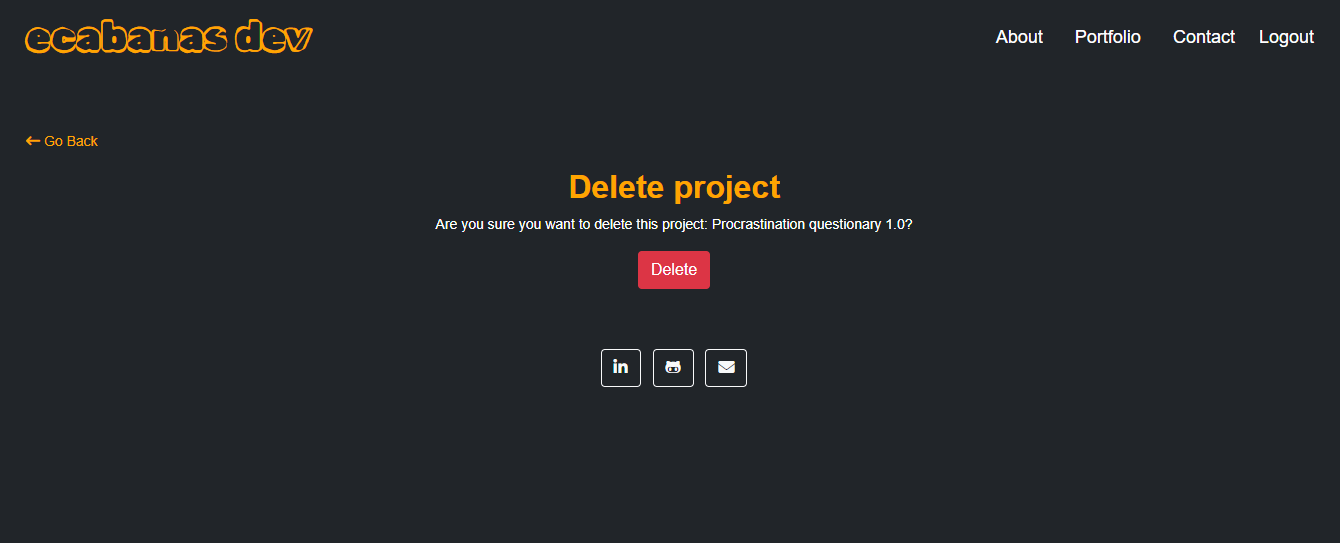 ecabanas dev
About Portfolio Contact Logout
Go Back
Delete project
Are you sure you want to delete this project: Procrastination questionary 1.0?
Delete
in